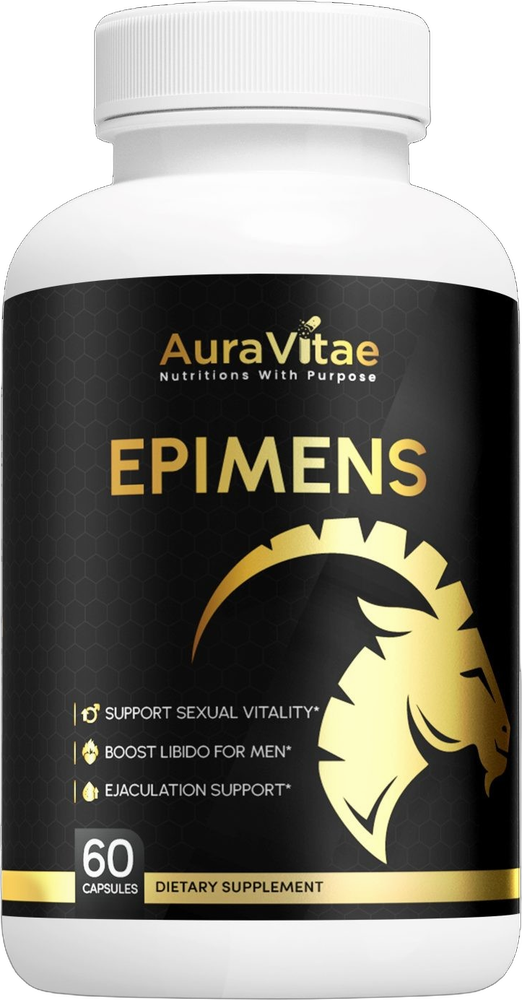 AuraVitae
Nutritions With Purpose
EPIMENS
SUPPORT SEXUAL VITALITY*
BOOST LIBIDO FOR MEN*
EJACULATION SUPPORT*
60
CAPSULES
DIETARY SUPPLEMENT